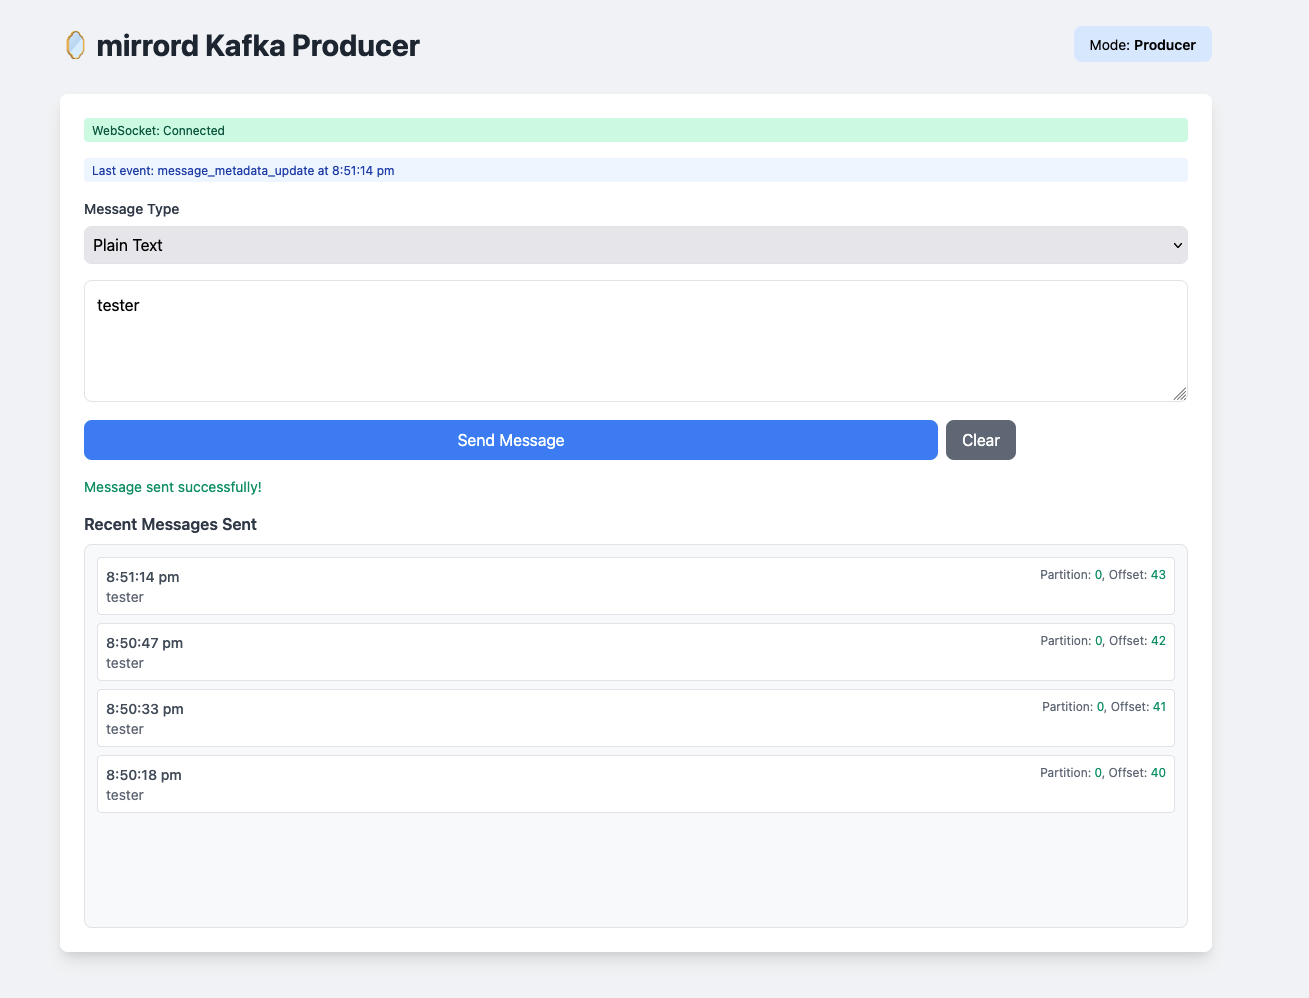 mirrord Kafka Producer
Mode: Producer
WebSocket: Connected
Last event: message_metadata_update at 8:51:14 pm
Message Type
Plain Text
tester
Send Message
Clear
Message sent successfully!
Recent Messages Sent
8:51:14 pm
Partition: 0, Offset: 43
tester
8:50:47 pm
Partition: 0, Offset: 42
tester
8:50:33 pm
Partition: 0, Offset: 41
tester
8:50:18 pm
Partition: 0, Offset: 40
tester